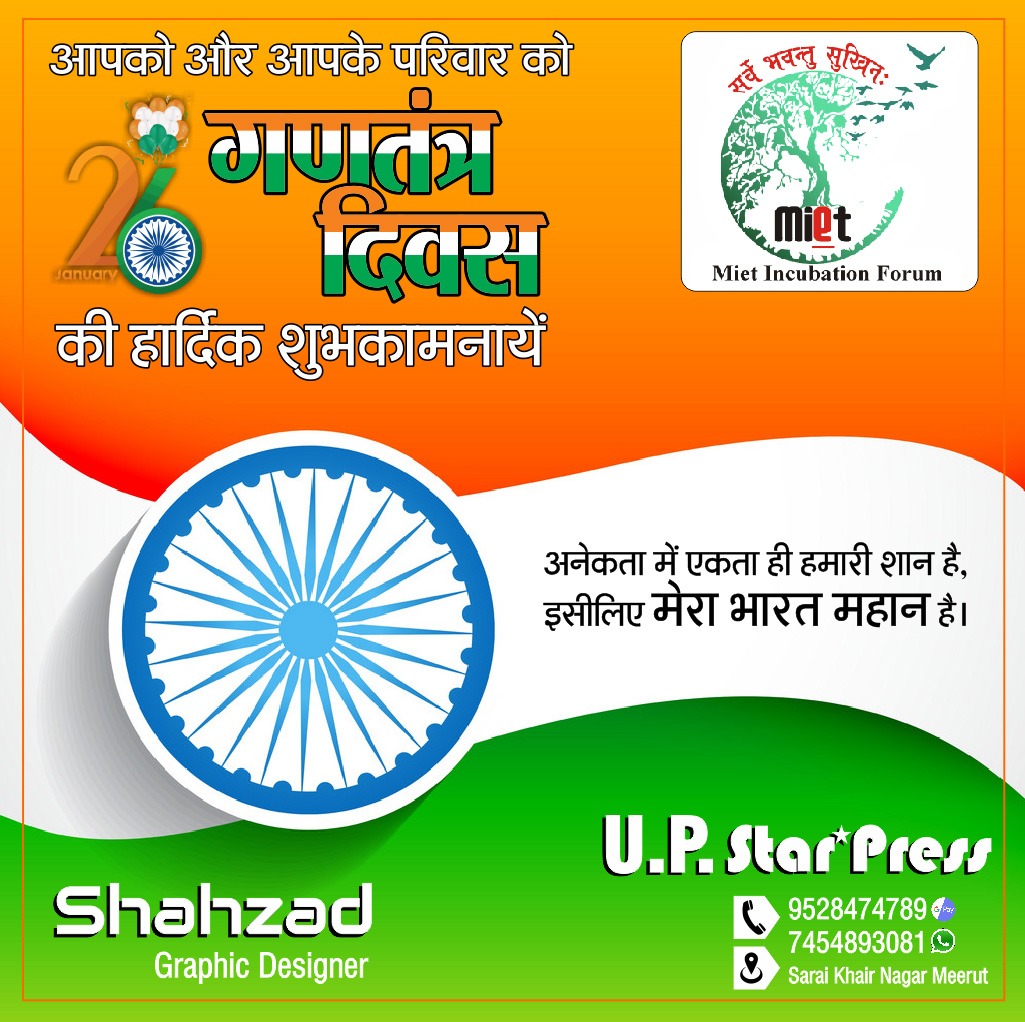 आपको और आपके परिवार को
26 January
गणतंत्र
दिवस
की हार्दिक शुभकामनायें
सर्वे भवन्तु सुखिनः
miet
Miet Incubation Forum
अनेकता में एकता ही हमारी शान है,
इसीलिए मेरा भारत महान है।
Shahzad
Graphic Designer
U.P. Star Press
9528474789
7454893081
Sarai Khair Nagar Meerut